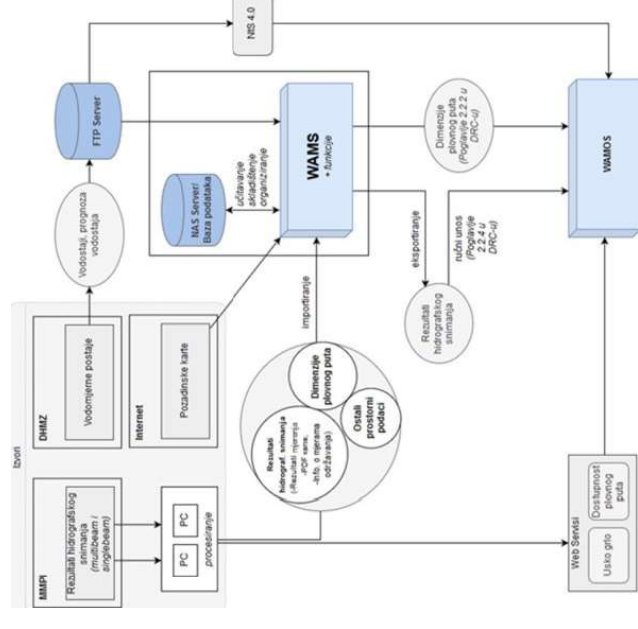 Izvori
MMPI
Rezultati hidrografskog
snimanja
(multibeam /
singlebeam)
PC
PC
procesiranje
DHMZ
Vodomjerne postaje
Internet
Pozadinske karte
Vodostaji, prognoza
vodostaja
FTP Server
NtS 4.0
NAS Server/
Baza podataka
učitavanje
skladištenje
organiziranje
WAMS
+ funkcije
importiranje
Rezultati
hidrograf. snimanja
(-Rezultati mjerenja
-PDF karte,
-Info. o mjerama
održavanja)
Dimenzije
plovnog puta
Ostali
prostorni
podaci
eksportiranje
Rezultati
hidrografskog
snimanja
ručni unos
(Poglavlje
2.2.4 u
DRC-u)
Dimenzije
plovnog puta
(Poglavlje 2.2.2 u
DRC-u)
WAMOS
Web Servisi
Usko grlo
Dostupnost
plovnog
puta